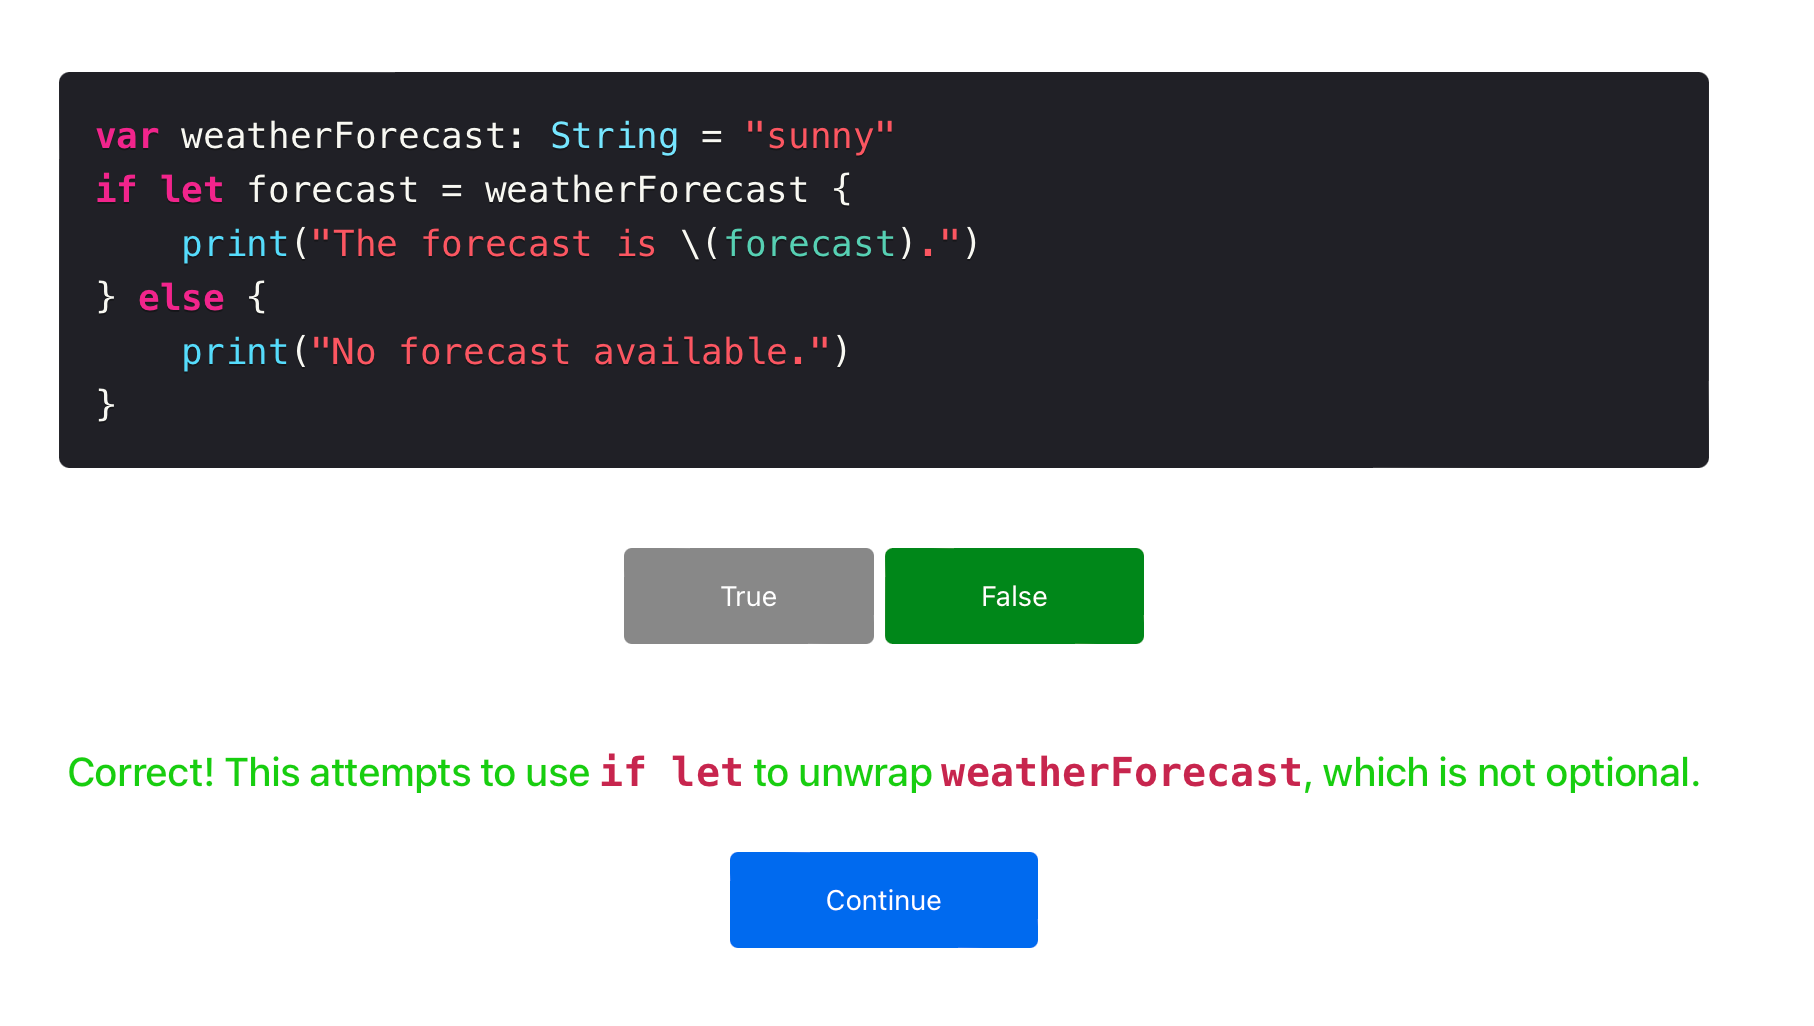 var weatherForecast: String = "sunny"
if let forecast = weatherForecast {
    print("The forecast is \(forecast).")
} else {
    print("No forecast available.")
}
True
False
Correct! This attempts to use if let to unwrap weatherForecast, which is not optional.
Continue